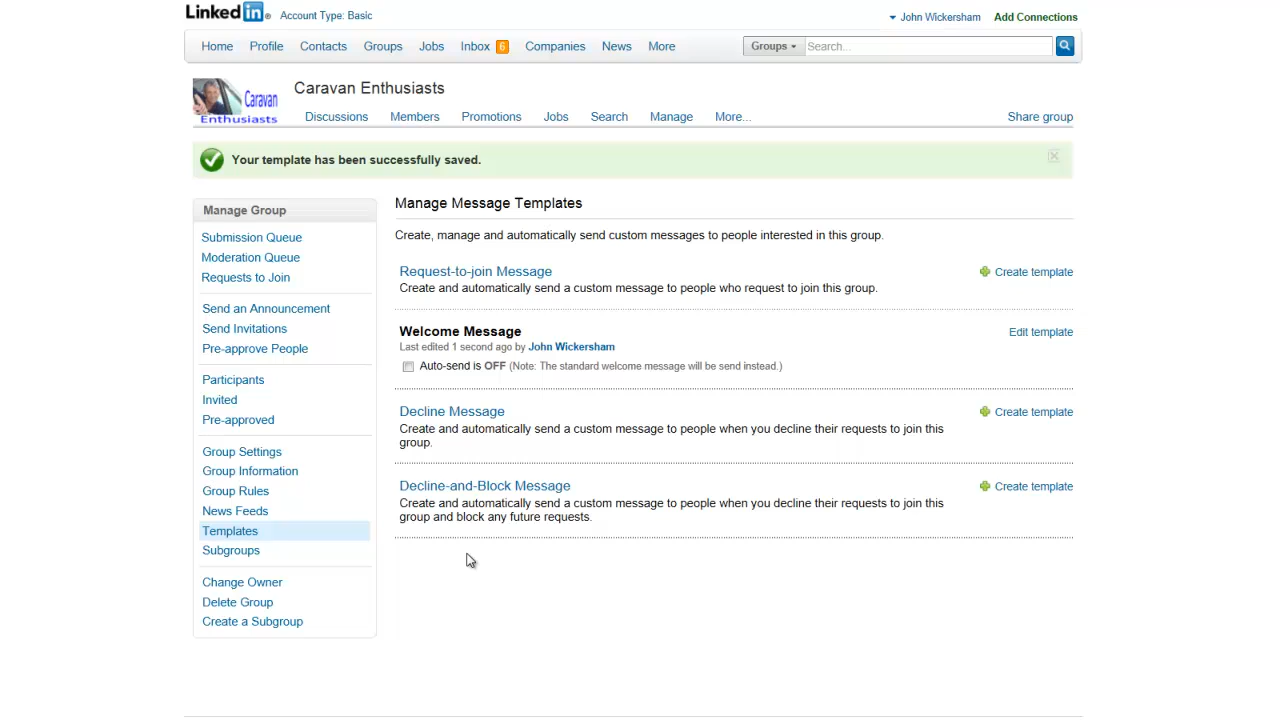 Linked in® Account Type: Basic John Wickersham Add Connections
Home Profile Contacts Groups Jobs Inbox 6 Companies News More Groups Search...
Caravan Enthusiasts
Caravan Enthusiasts
Discussions Members Promotions Jobs Search Manage More... Share group
Your template has been successfully saved.
Manage Group
Submission Queue
Moderation Queue
Requests to Join
Send an Announcement
Send Invitations
Pre-approve People
Participants
Invited
Pre-approved
Group Settings
Group Information
Group Rules
News Feeds
Templates
Subgroups
Change Owner
Delete Group
Create a Subgroup
Manage Message Templates
Create, manage and automatically send custom messages to people interested in this group.
Request-to-join Message Create template
Create and automatically send a custom message to people who request to join this group.
Welcome Message Edit template
Last edited 1 second ago by John Wickersham
Auto-send is OFF (Note: The standard welcome message will be send instead.)
Decline Message Create template
Create and automatically send a custom message to people when you decline their requests to join this
group.
Decline-and-Block Message Create template
Create and automatically send a custom message to people when you decline their requests to join this
group and block any future requests.